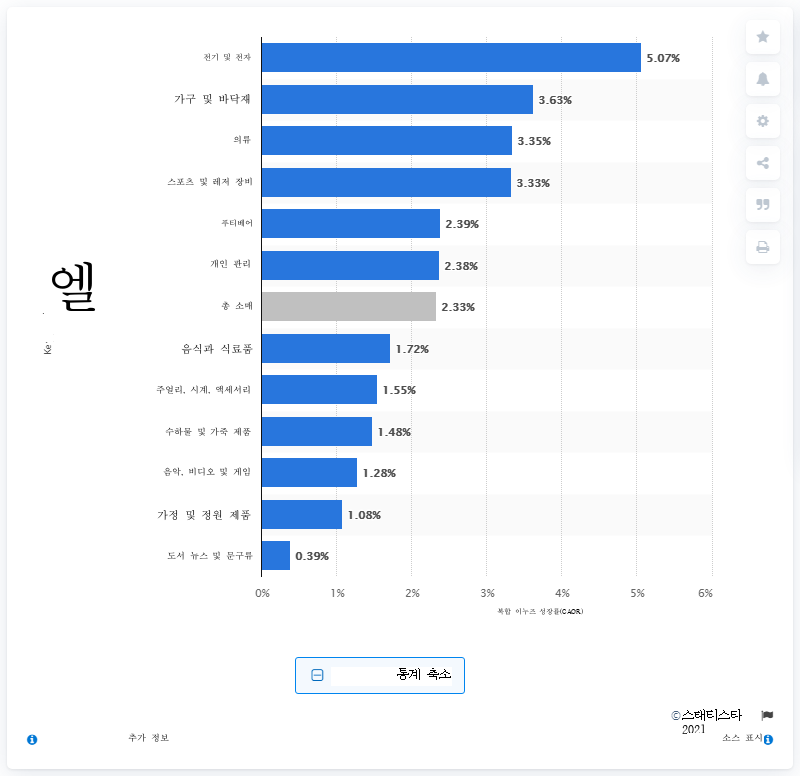 전기 및 전자
5.07%
가구 및 바닥재
3.63%
의류
3.35%
스포츠 및 레저 장비
3.33%
푸티베어
2.39%
개인 관리
2.38%
총 소매
2.33%
엘
음식과 식료품
1.72%
주얼리, 시계, 액세서리
1.55%
수하물 및 가죽 제품
1.48%
음악, 비디오 및 게임
1.28%
가정 및 정원 제품
1.08%
도서 뉴스 및 문구류
0.39%
0% 1% 2% 3% 4% 5% 6%
복합 이누즈 성장률(CAOR)
통계 축소
©스태티스타
2021
추가 정보
소스 표시